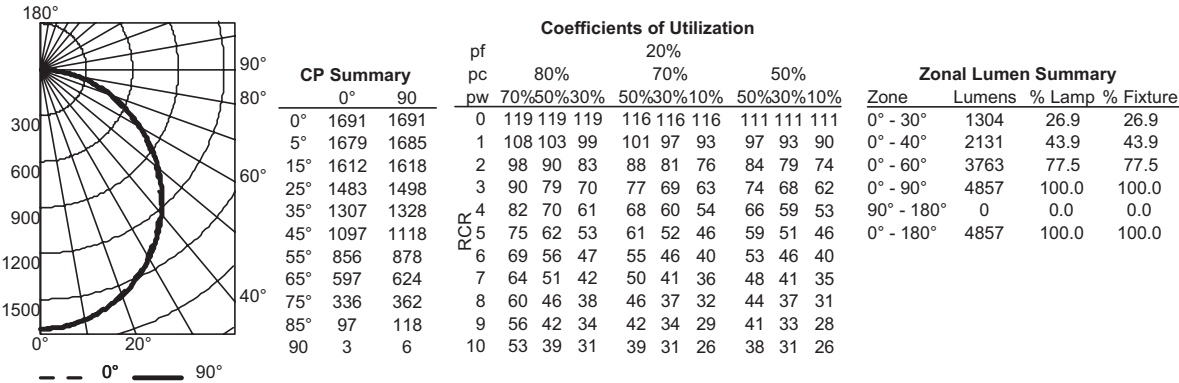 180°
90°
80°
300
600
60°
900
1200
40°
1500
0° 20°
0° 90°
CP Summary
0° 90
0° 1691 1691
5° 1679 1685
15° 1612 1618
25° 1483 1498
35° 1307 1328
45° 1097 1118
55° 856 878
65° 597 624
75° 336 362
85° 97 118
90 3 6
Coefficients of Utilization
pf 20%
pc 80% 70% 50%
pw 70%50%30% 50%30%10% 50%30%10%
RCR
0 119 119 119 116 116 116 111 111 111
1 108 103 99 101 97 93 97 93 90
2 98 90 83 88 81 76 84 79 74
3 90 79 70 77 69 63 74 68 62
4 82 70 61 68 60 54 66 59 53
5 75 62 53 61 52 46 59 51 46
6 69 56 47 55 46 40 53 46 40
7 64 51 42 50 41 36 48 41 35
8 60 46 38 46 37 32 44 37 31
9 56 42 34 42 34 29 41 33 28
10 53 39 31 39 31 26 38 31 26
Zonal Lumen Summary
Zone Lumens % Lamp % Fixture
0° - 30° 1304 26.9 26.9
0° - 40° 2131 43.9 43.9
0° - 60° 3763 77.5 77.5
0° - 90° 4857 100.0 100.0
90° - 180° 0 0.0 0.0
0° - 180° 4857 100.0 100.0